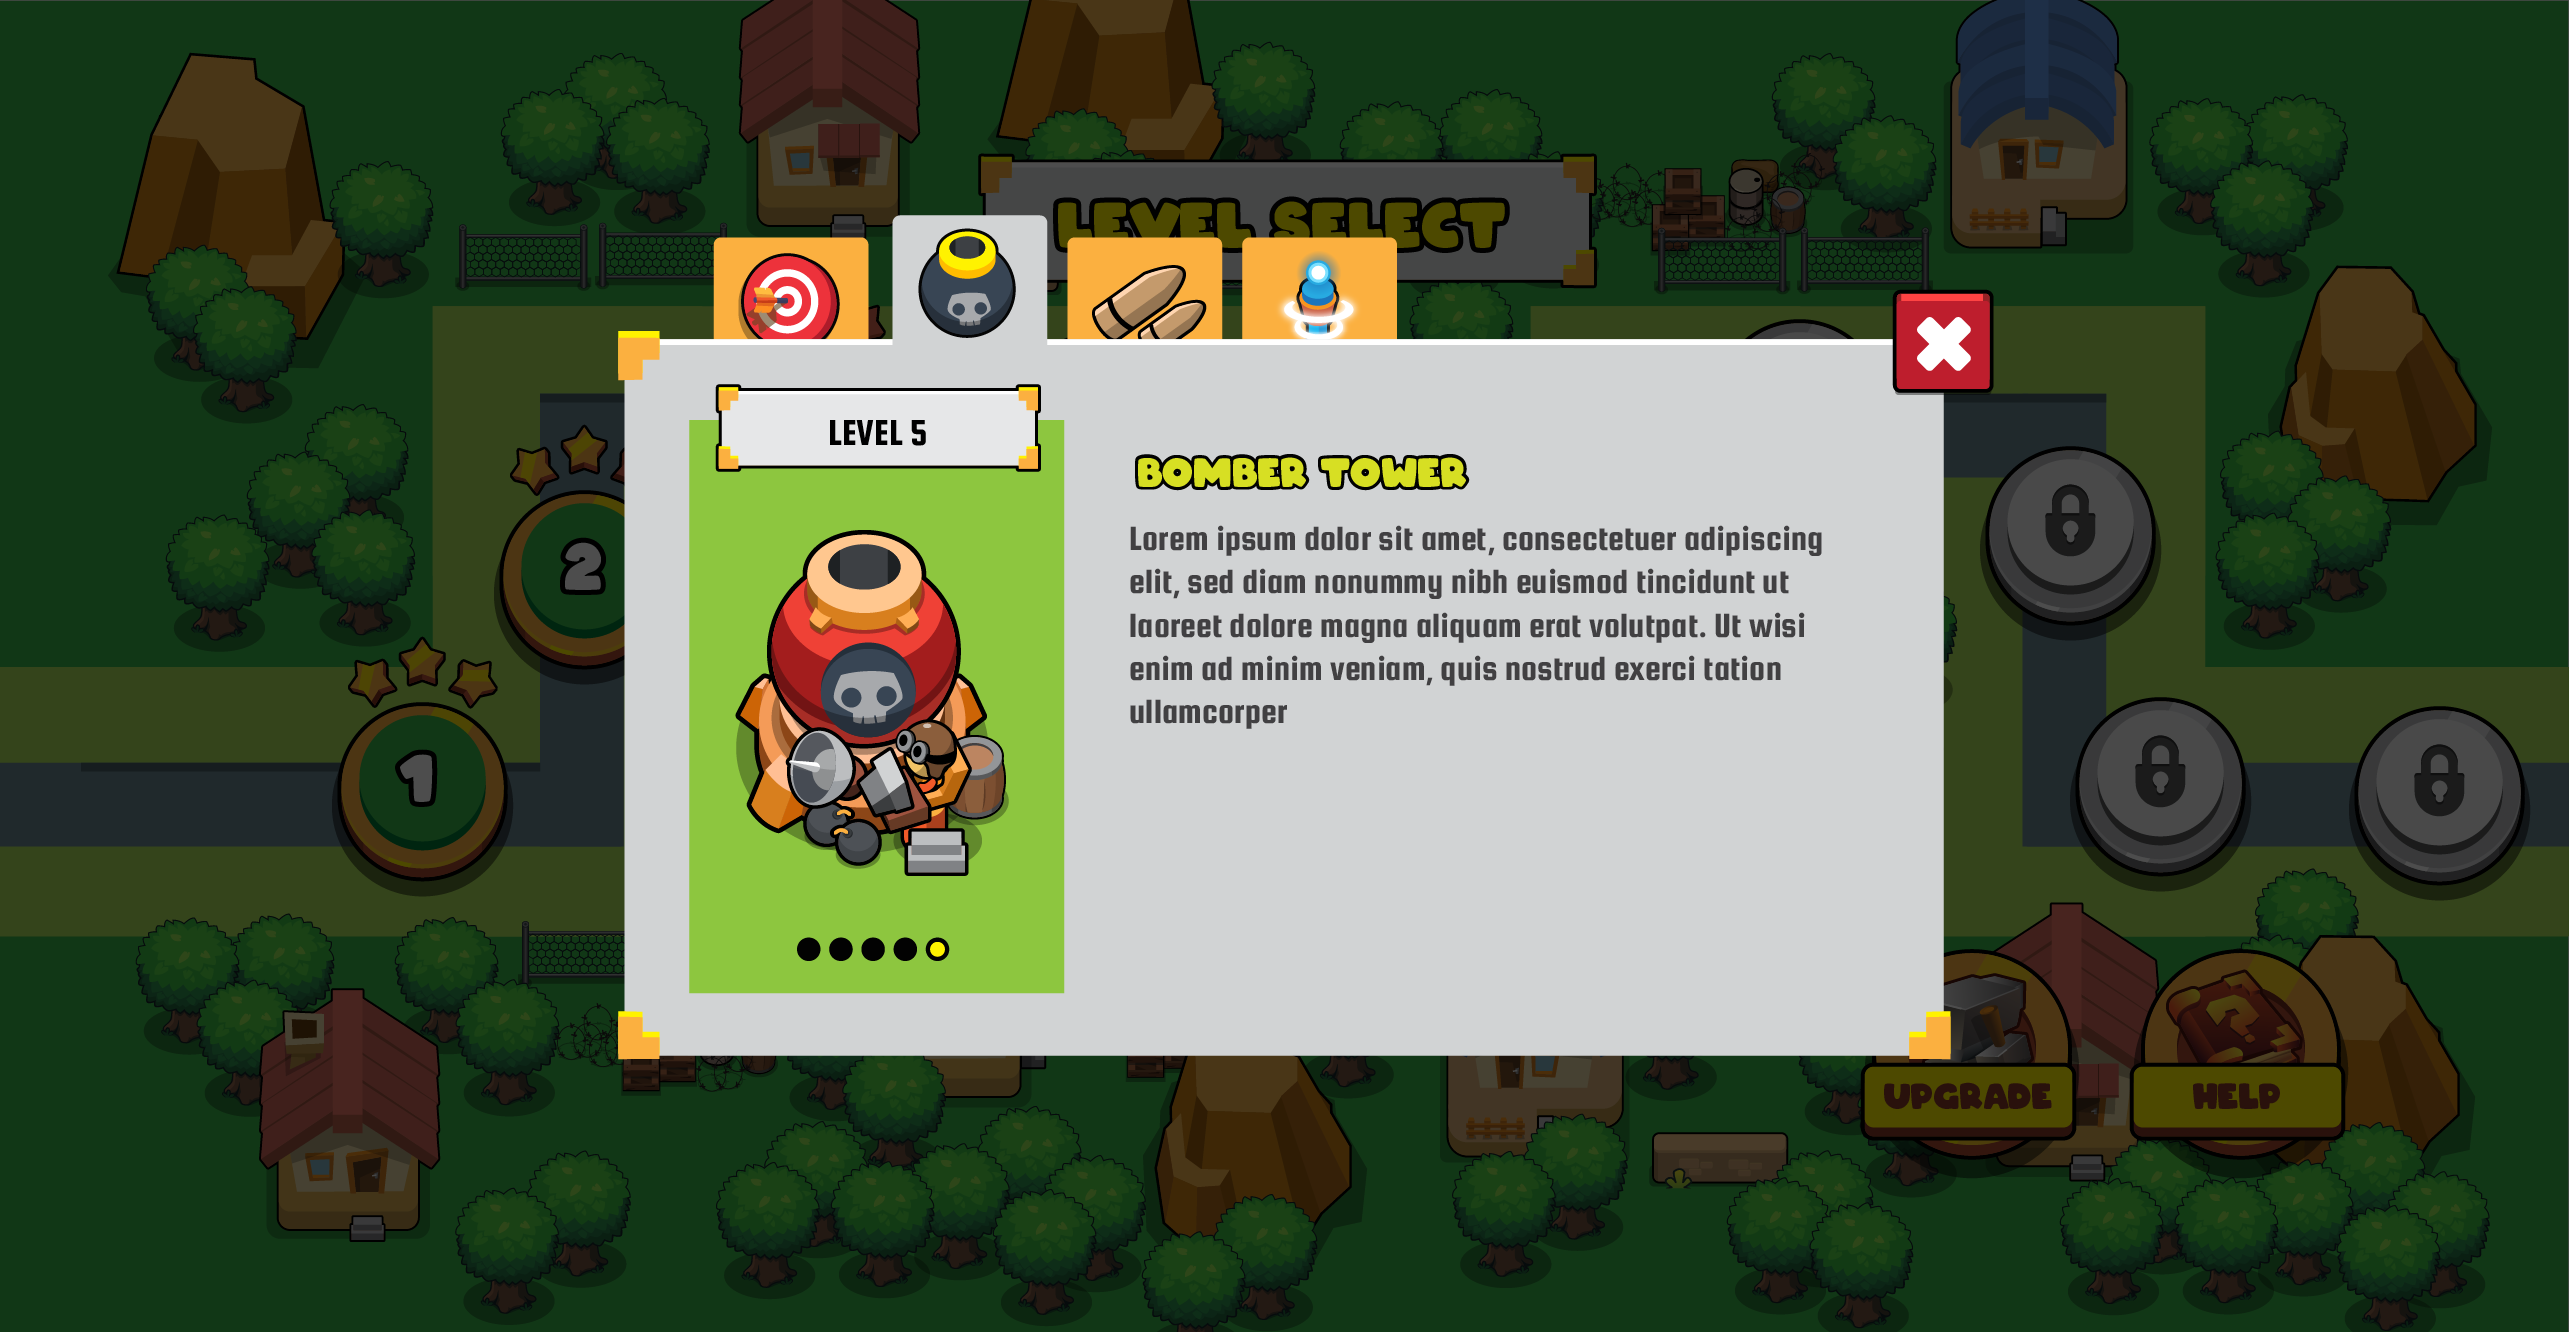 LEVEL SELECT
LEVEL 5
BOMBER TOWER
Lorem ipsum dolor sit amet, consectetuer adipiscing
elit, sed diam nonummy nibh euismod tincidunt ut
laoreet dolore magna aliquam erat volutpat. Ut wisi
enim ad minim veniam, quis nostrud exerci tation
ullamcorper
2
1
UPGRADE
?
HELP